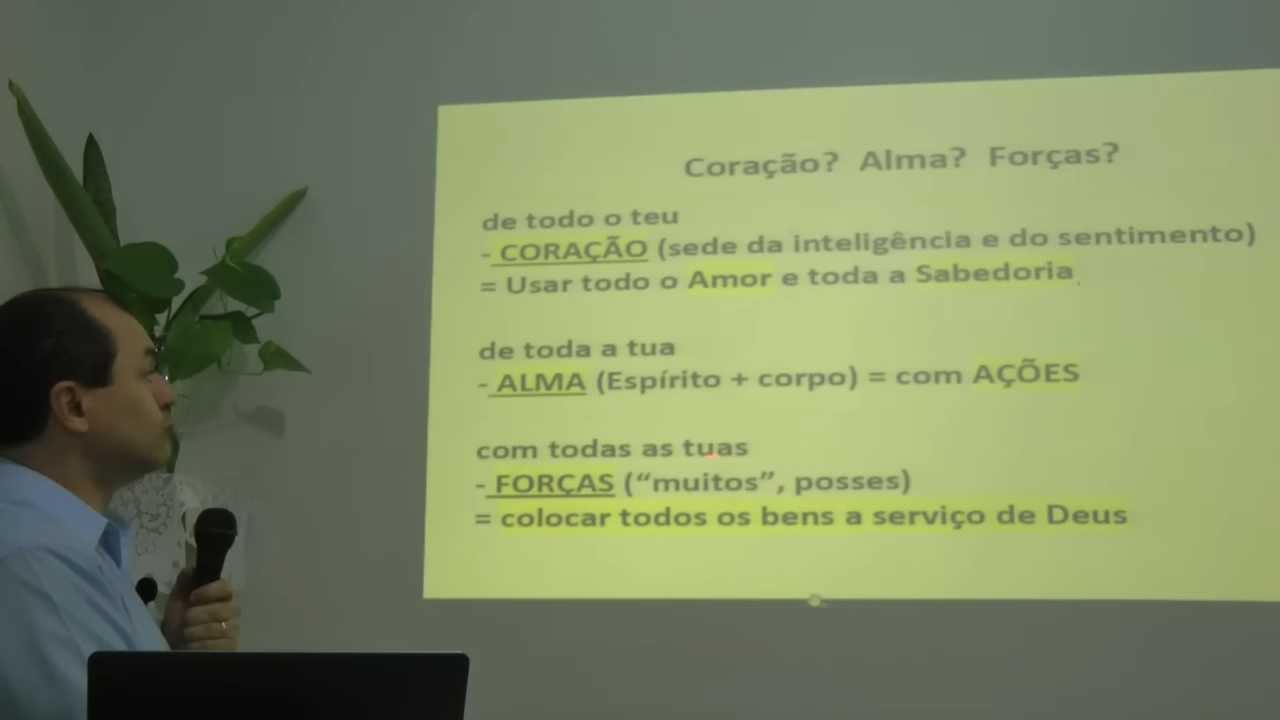 Coração? Alma? Forças?
de todo o teu
- CORAÇÃO (sede da inteligência e do sentimento)
= Usar todo o Amor e toda a Sabedoria
de toda a tua
- ALMA (Espírito + corpo) = com AÇÕES
com todas as tuas
- FORÇAS (“muitos”, posses)
= colocar todos os bens a serviço de Deus